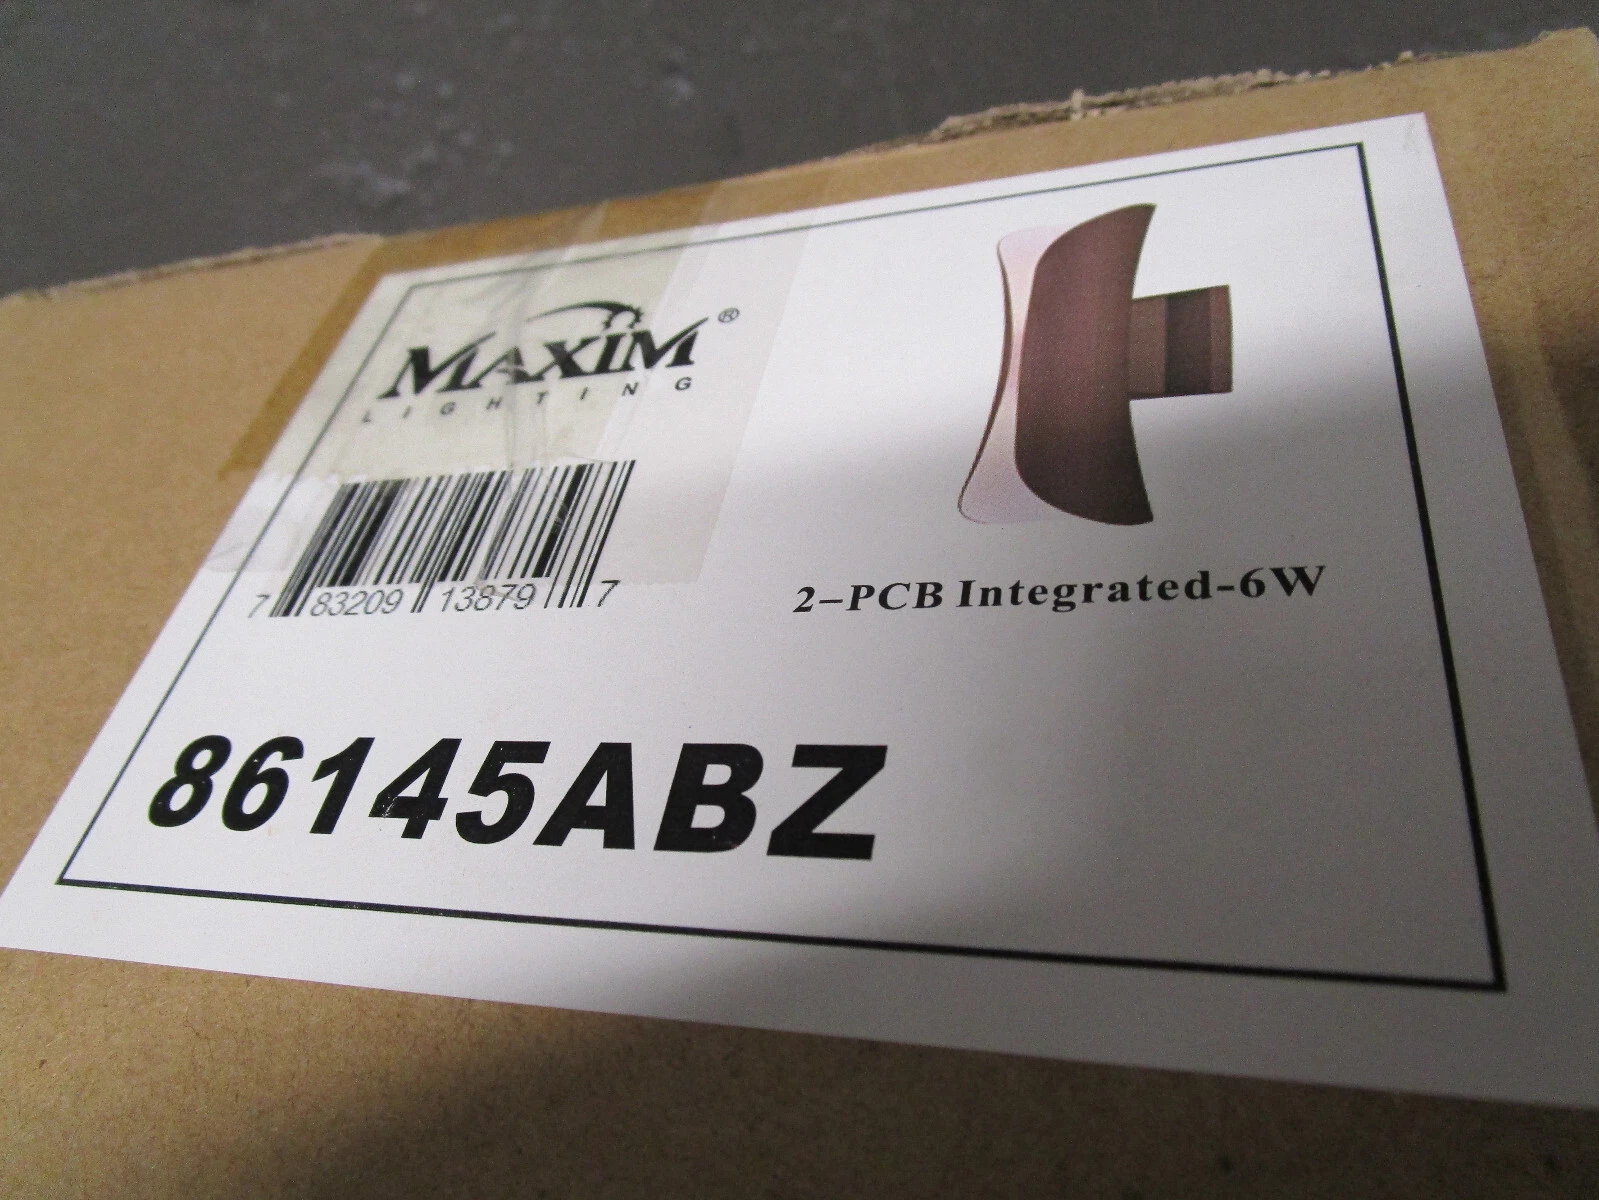 MAXIM®
LIGHTING
7 83209 13879 7
2-PCB Integrated-6W
86145ABZ